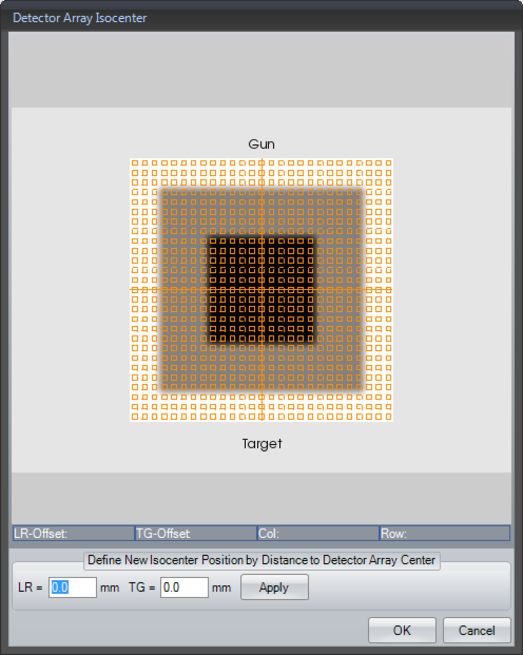 Detector Array Isocenter
Gun
Target
LR-Offset: TG-Offset Col: Row:
Define New Isocenter Position by Distance to Detector Array Center
LR = 0.0 mm TG = 0.0 mm Apply
OK Cancel